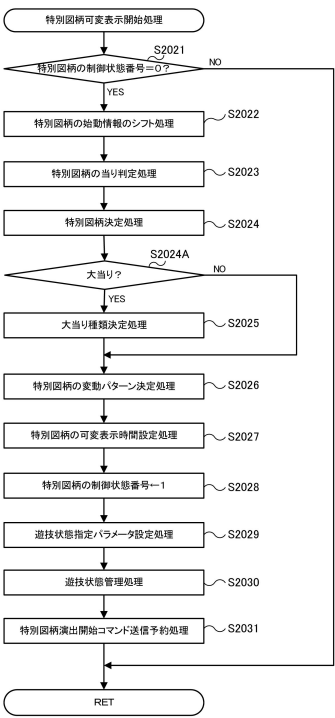 特別図柄可変表示開始処理
S2021
特別図柄の制御状態番号=0?
NO
YES
特別図柄の始動情報のシフト処理
S2022
特別図柄の当り判定処理
S2023
特別図柄決定処理
S2024
S2024A
大当り?
NO
YES
大当り種類決定処理
S2025
特別図柄の変動パターン決定処理
S2026
特別図柄の可変表示時間設定処理
S2027
特別図柄の制御状態番号←1
S2028
遊技状態指定パラメータ設定処理
S2029
遊技状態管理処理
S2030
特別図柄演出開始コマンド送信予約処理
S2031
RET